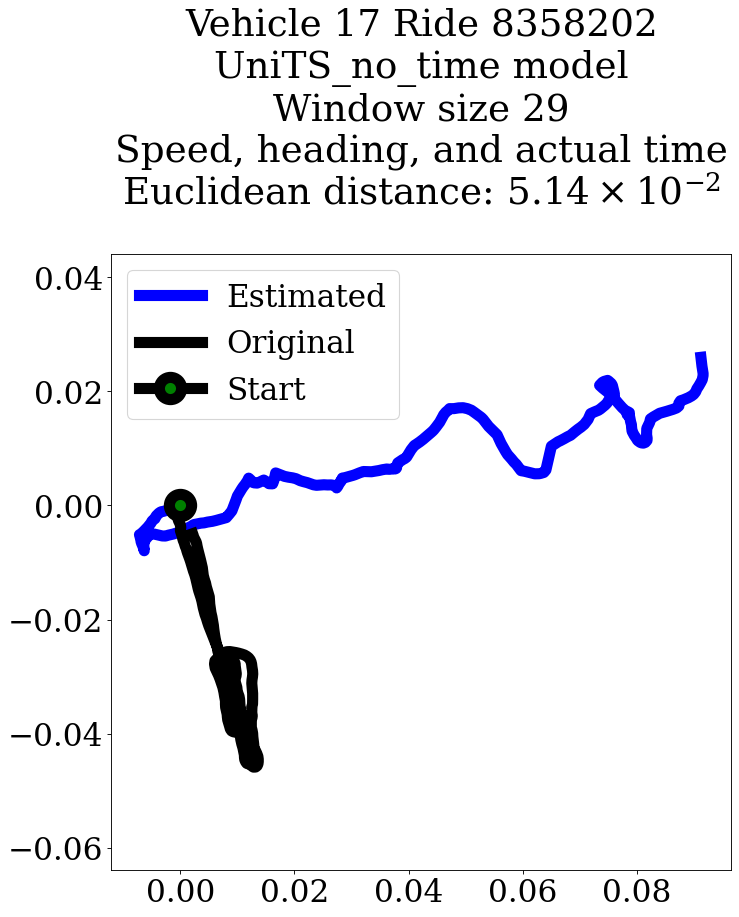 Vehicle 17 Ride 8358202
UniTS_no_time model
Window size 29
Speed, heading, and actual time
Euclidean distance: 5.14 × 10⁻²
Estimated
Original
Start
0.04
0.02
0.00
−0.02
−0.04
−0.06
0.00 0.02 0.04 0.06 0.08